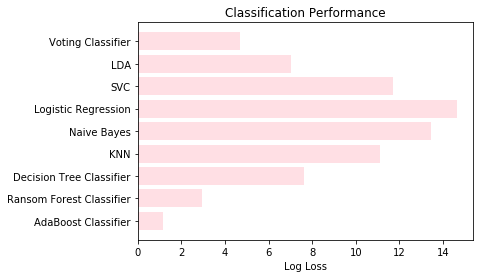 Classification Performance
Voting Classifier
LDA
SVC
Logistic Regression
Naive Bayes
KNN
Decision Tree Classifier
Ransom Forest Classifier
AdaBoost Classifier
0 2 4 6 8 10 12 14
Log Loss